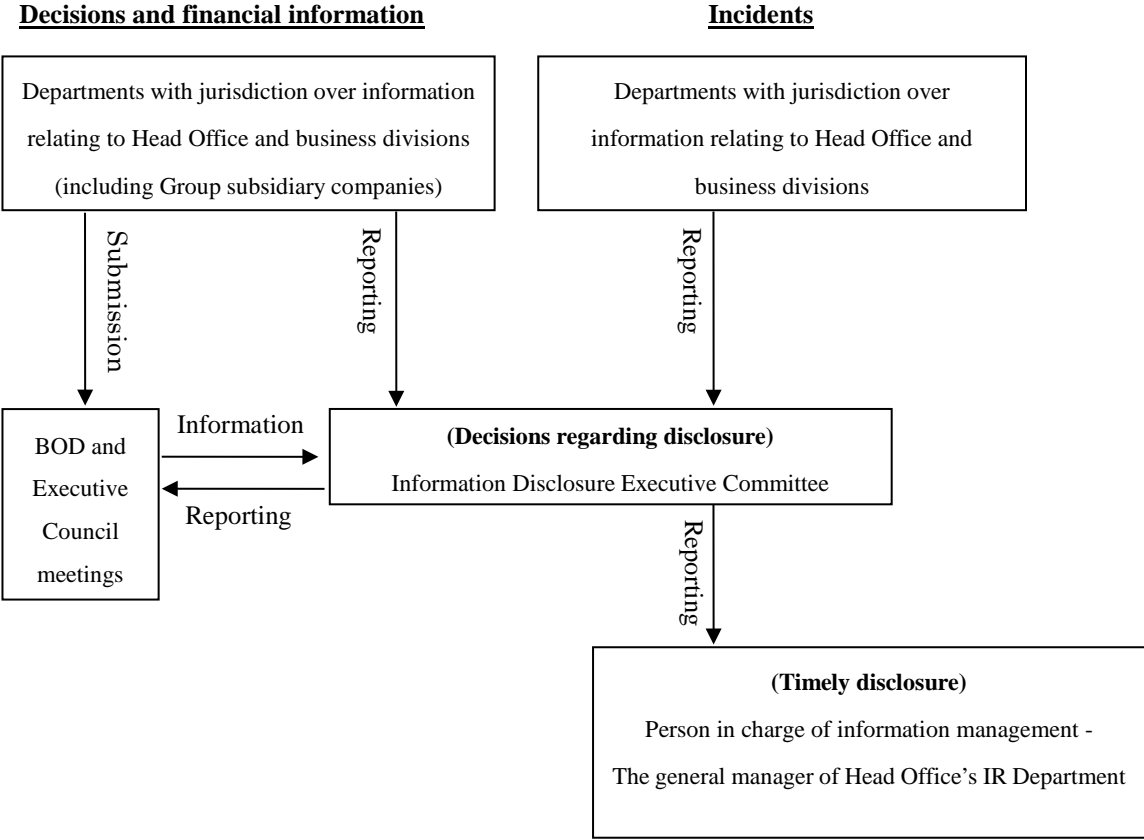 Decisions and financial information
Incidents
Departments with jurisdiction over information
relating to Head Office and business divisions
(including Group subsidiary companies)
Departments with jurisdiction over
information relating to Head Office and
business divisions
Submission
Reporting
Reporting
BOD and
Executive
Council
meetings
Information
Reporting
(Decisions regarding disclosure)
Information Disclosure Executive Committee
Reporting
(Timely disclosure)
Person in charge of information management -
The general manager of Head Office’s IR Department